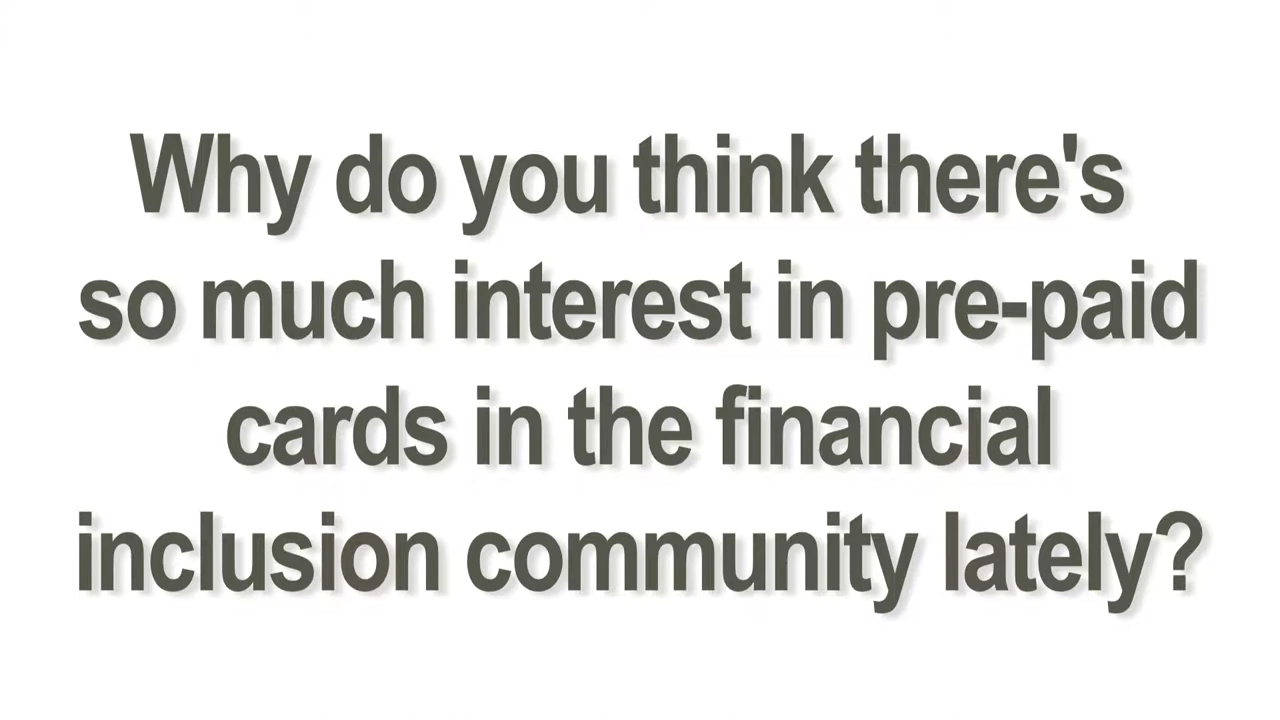 Why do you think there's
so much interest in pre-paid
cards in the financial
inclusion community lately?